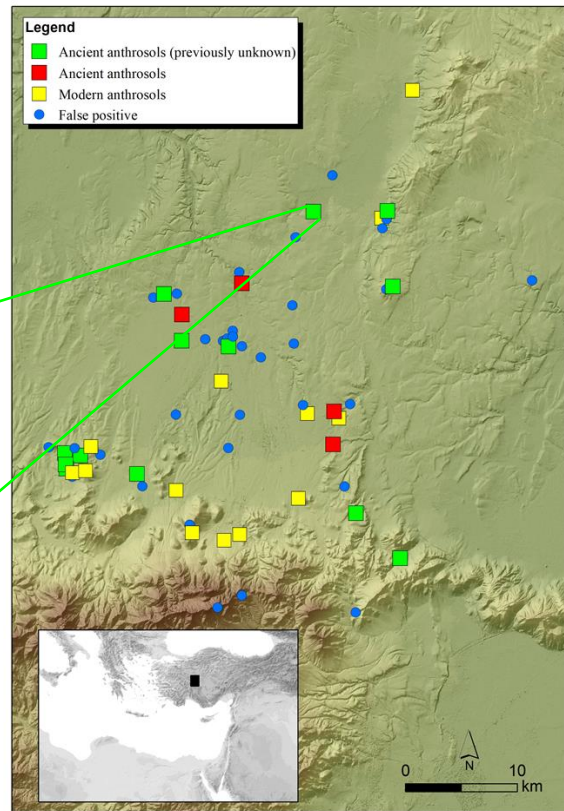 Legend
Ancient anthrosols (previously unknown)
Ancient anthrosols
Modern anthrosols
False positive
N
0 10
km